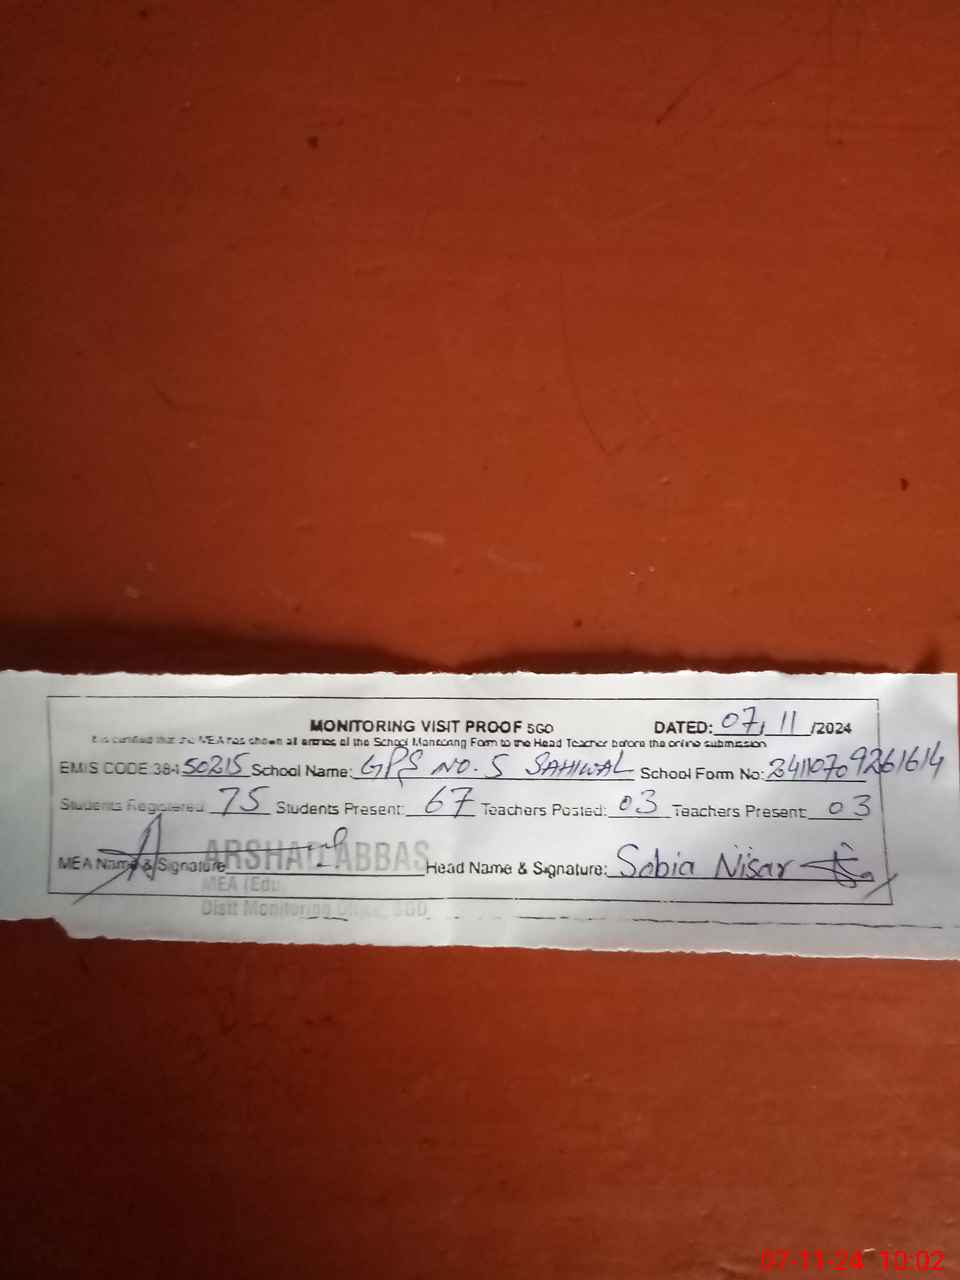 MONITORING VISIT PROOF SGO DATED: 07/11/2024
It is certified that the MEA has shown all entries of the School Monitoring Form to the Head Teacher before the online submission
EMIS CODE 384 50215 School Name: GPS NO. 5 SAHIWAL School Form No: 24110709261614
Students Registered 75 Students Present: 67 Teachers Posted: 03 Teachers Present: 03
MEA Name & Signature ARSHAD ABBAS Head Name & Signature: Sobia Nisar
MEA (Edu
Distt Monitoring Office, SGD
07-11-24 10:02